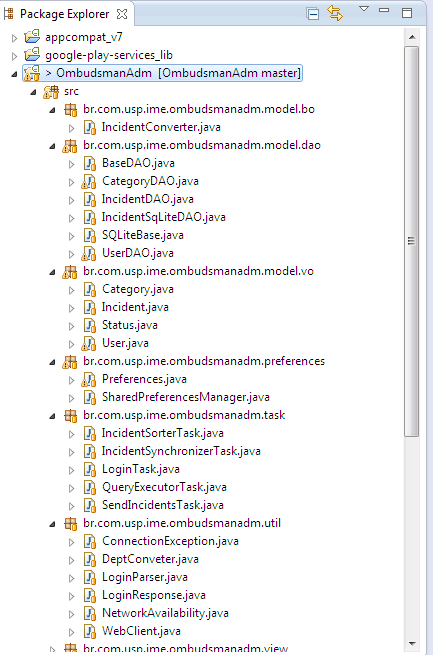 Package Explorer
appcompat_v7
google-play-services_lib
> OmbudsmanAdm [OmbudsmanAdm master]
src
br.com.usp.ime.ombudsmanadm.model.bo
IncidentConverter.java
br.com.usp.ime.ombudsmanadm.model.dao
BaseDAO.java
CategoryDAO.java
IncidentDAO.java
IncidentSqLiteDAO.java
SQLiteBase.java
UserDAO.java
br.com.usp.ime.ombudsmanadm.model.vo
Category.java
Incident.java
Status.java
User.java
br.com.usp.ime.ombudsmanadm.preferences
Preferences.java
SharedPreferencesManager.java
br.com.usp.ime.ombudsmanadm.task
IncidentSorterTask.java
IncidentSynchronizerTask.java
LoginTask.java
QueryExecutorTask.java
SendIncidentsTask.java
br.com.usp.ime.ombudsmanadm.util
ConnectionException.java
DeptConveter.java
LoginParser.java
LoginResponse.java
NetworkAvailability.java
WebClient.java
br.com.usp.ime.ombudsmanadm.view